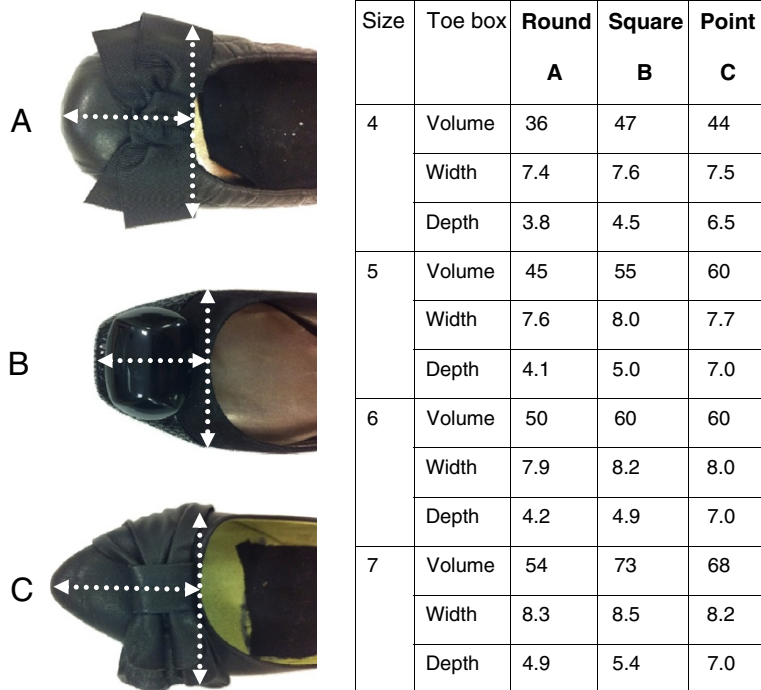 A
B
C
Size Toe box Round Square Point
A B C
4 Volume 36 47 44
Width 7.4 7.6 7.5
Depth 3.8 4.5 6.5
5 Volume 45 55 60
Width 7.6 8.0 7.7
Depth 4.1 5.0 7.0
6 Volume 50 60 60
Width 7.9 8.2 8.0
Depth 4.2 4.9 7.0
7 Volume 54 73 68
Width 8.3 8.5 8.2
Depth 4.9 5.4 7.0